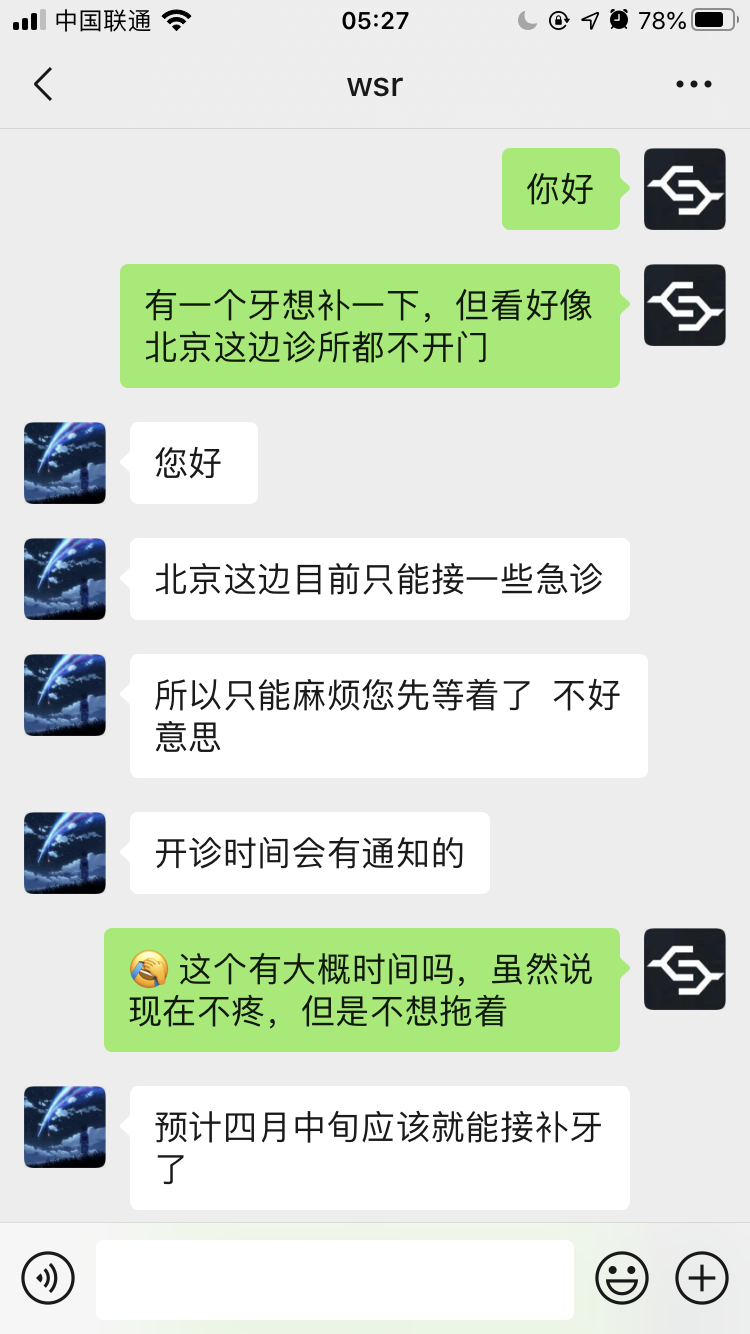 中国联通
05:27
78%
wsr
你好
有一个牙想补一下，但看好像
北京这边诊所都不开门
您好
北京这边目前只能接一些急诊
所以只能麻烦您先等着了 不好
意思
开诊时间会有通知的
🤦这个有大概时间吗，虽然说
现在不疼，但是不想拖着
预计四月中旬应该就能接补牙
了